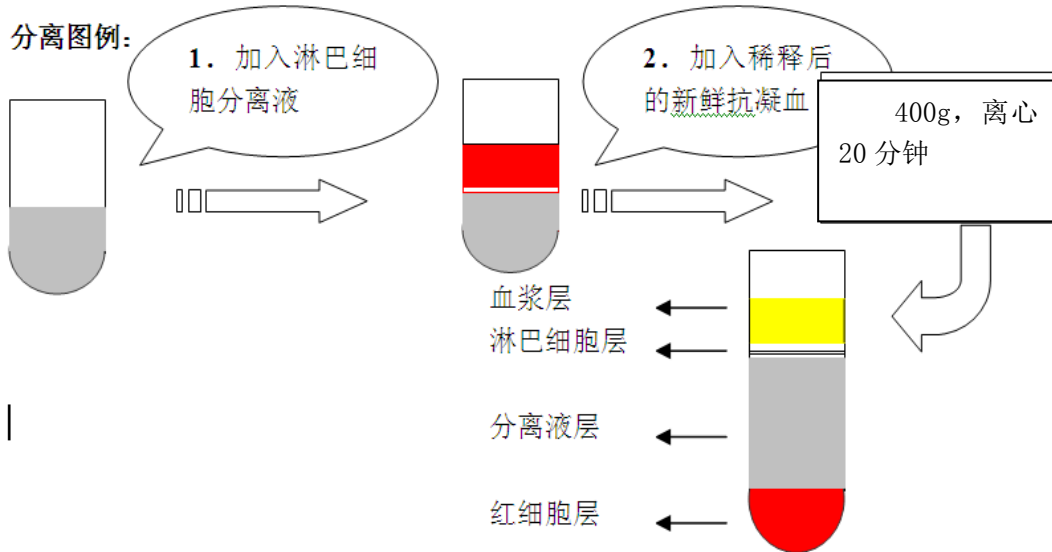 分离图例：
1．加入淋巴细
胞分离液
2．加入稀释后
的新鲜抗凝血
400g，离心
20 分钟
血浆层
淋巴细胞层
分离液层
红细胞层